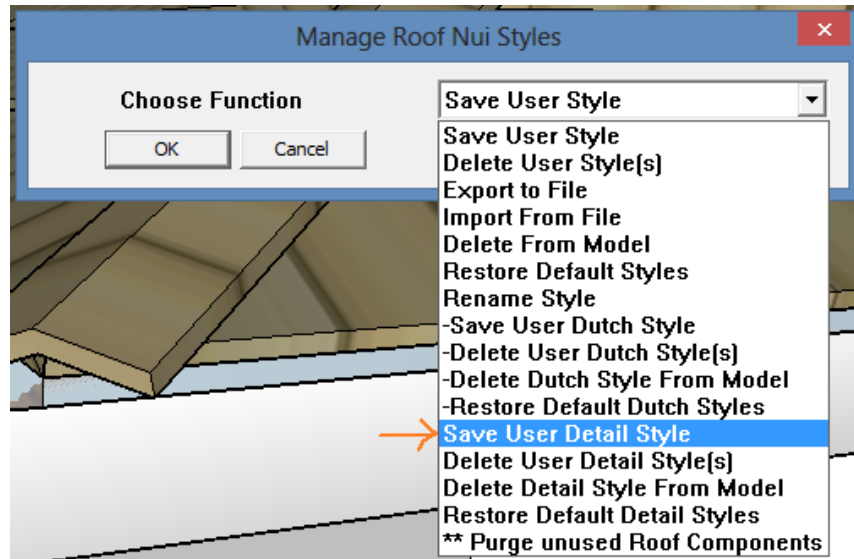 Manage Roof Nui Styles
Choose Function
Save User Style
OK
Cancel
Save User Style
Delete User Style(s)
Export to File
Import From File
Delete From Model
Restore Default Styles
Rename Style
-Save User Dutch Style
-Delete User Dutch Style(s)
-Delete Dutch Style From Model
-Restore Default Dutch Styles
Save User Detail Style
Delete User Detail Style(s)
Delete Detail Style From Model
Restore Default Detail Styles
** Purge unused Roof Components